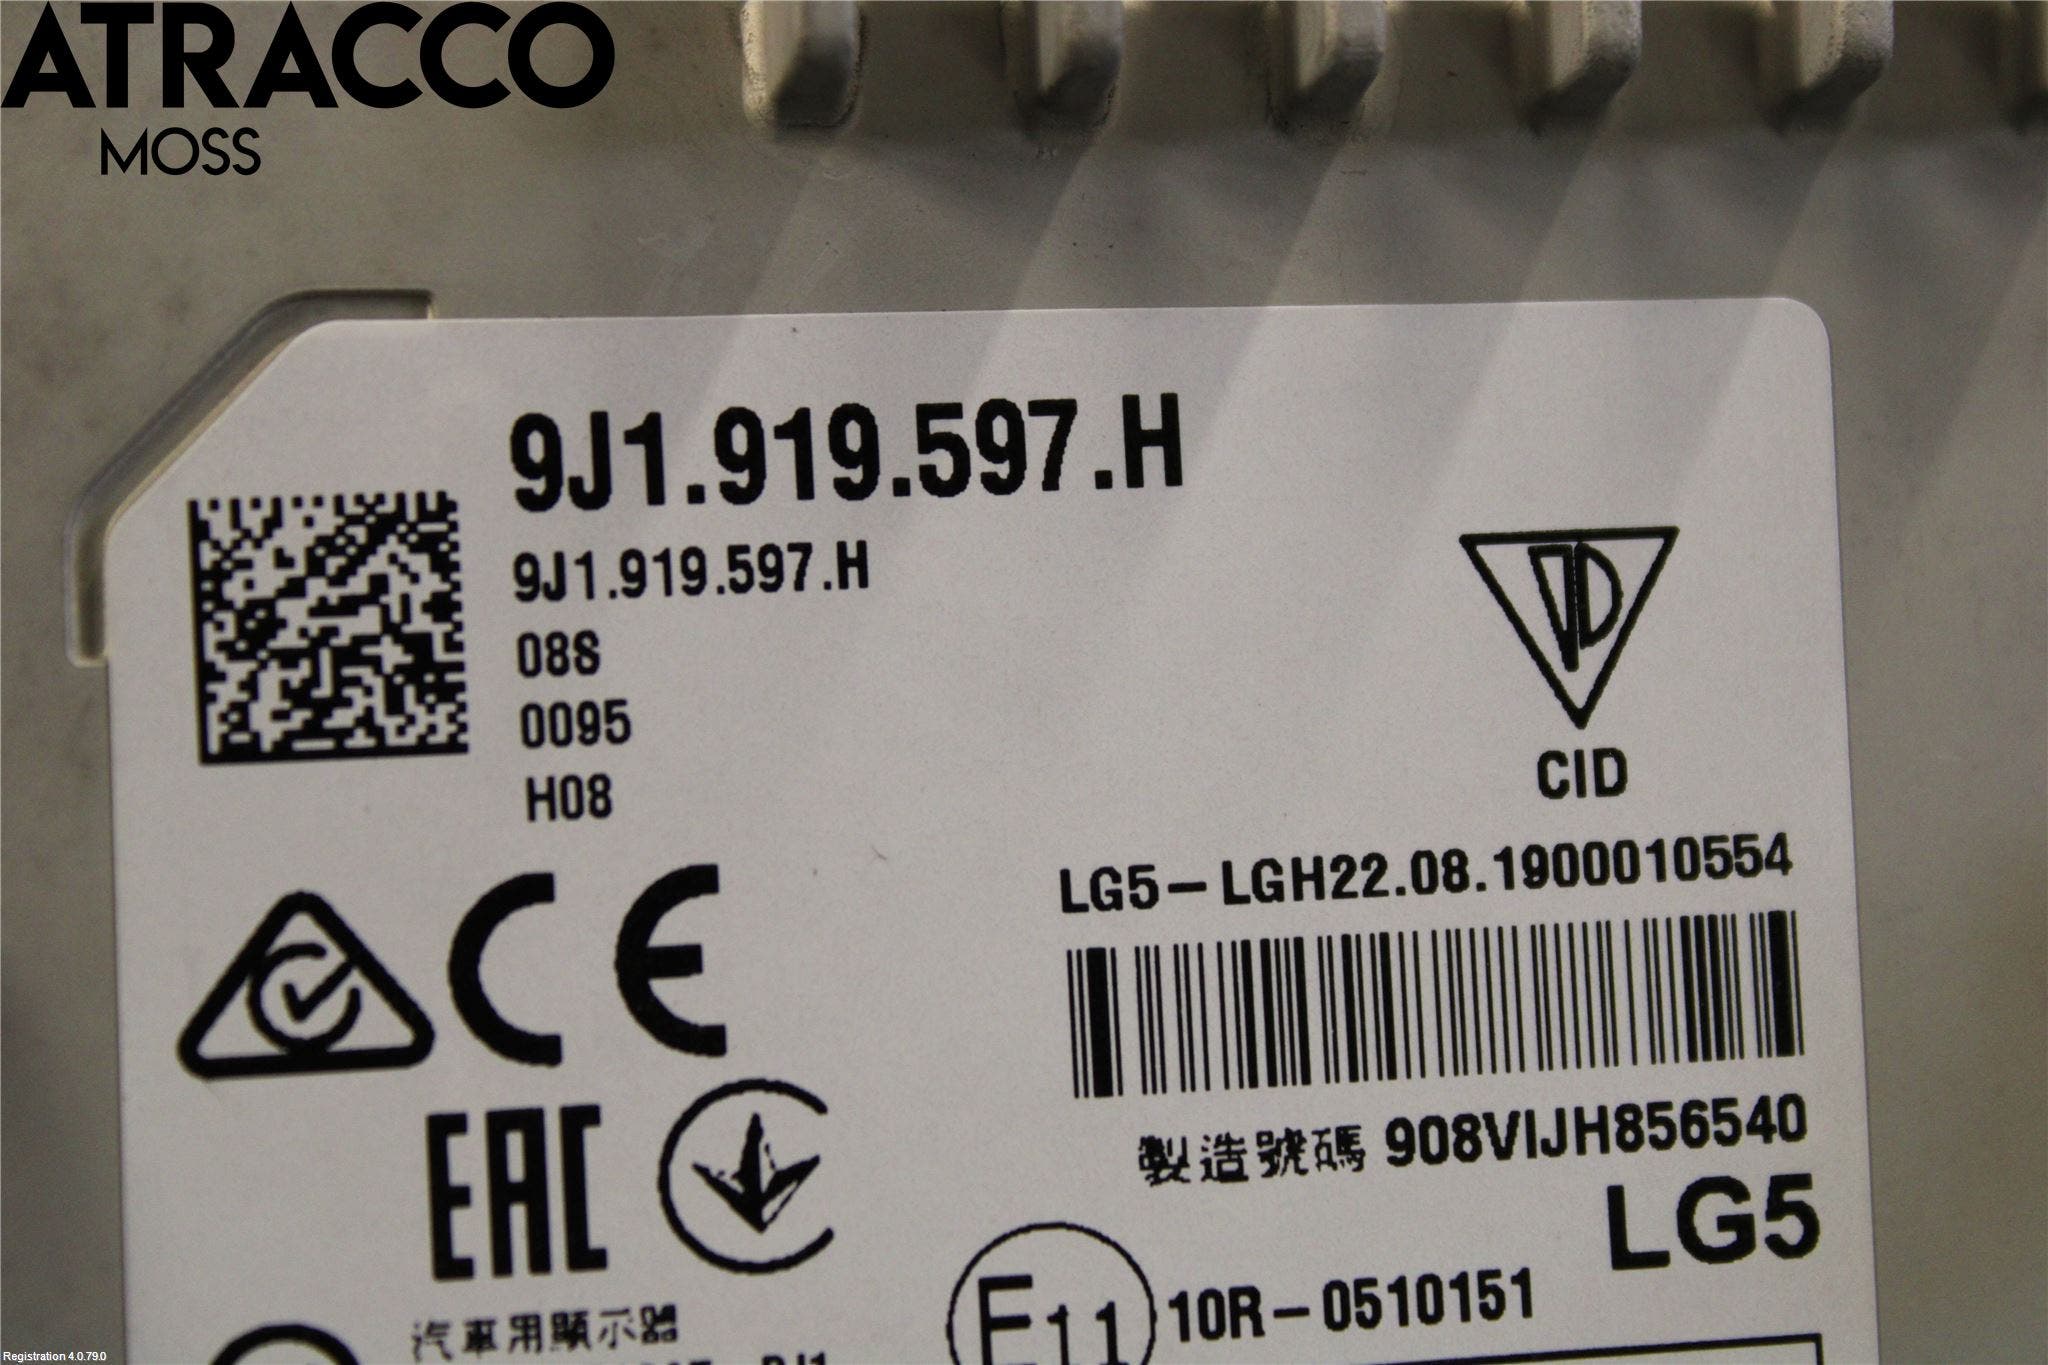 ATRACCO
MOSS
9J1.919.597.H
9J1.919.597.H
08S
0095
H08
CID
LG5-LGH22.08.1900010554
製造號碼 908VIJH856540
LG5
CE
EAC
E11 10R-0510151
汽車用顯示器
Registration 4.0.79.0